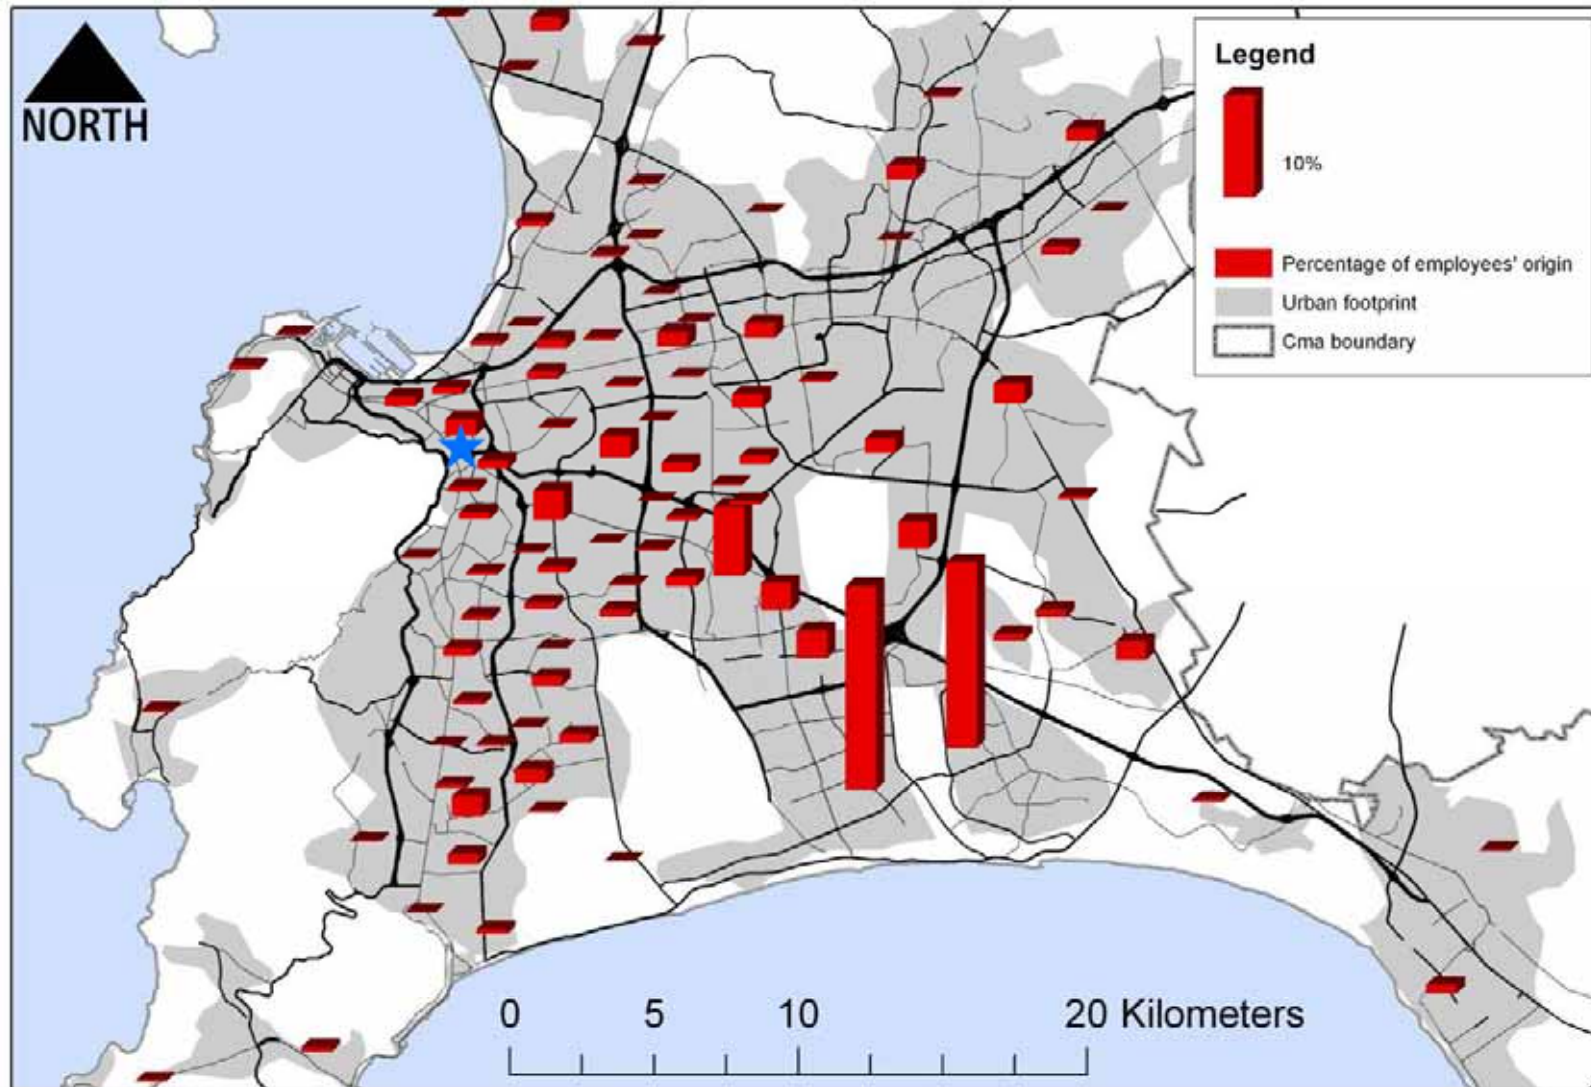 NORTH
Legend
10%
Percentage of employees' origin
Urban footprint
Cma boundary
0 5 10 20 Kilometers